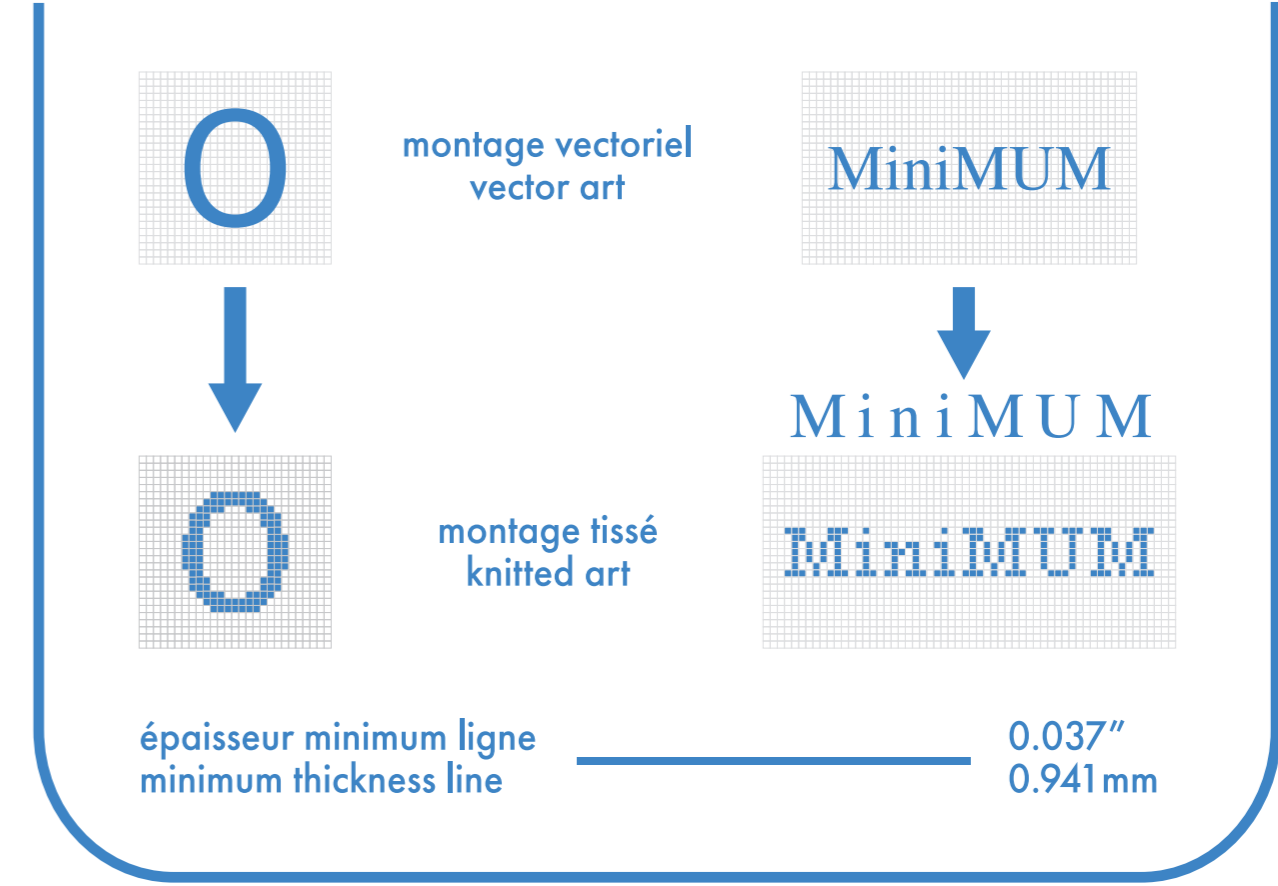 O
montage vectoriel
vector art
MiniMUM
MiniMUM
O
montage tissé
knitted art
MiniMUM
épaisseur minimum ligne
minimum thickness line
0.037″
0.941mm